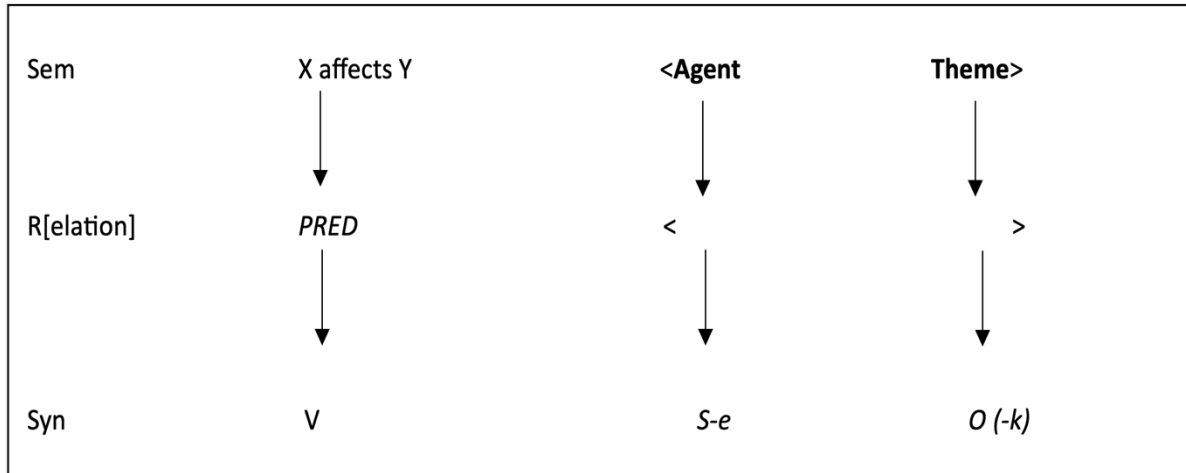 Sem X affects Y <Agent Theme>
R[elation] PRED < >
Syn V S-e O (-k)